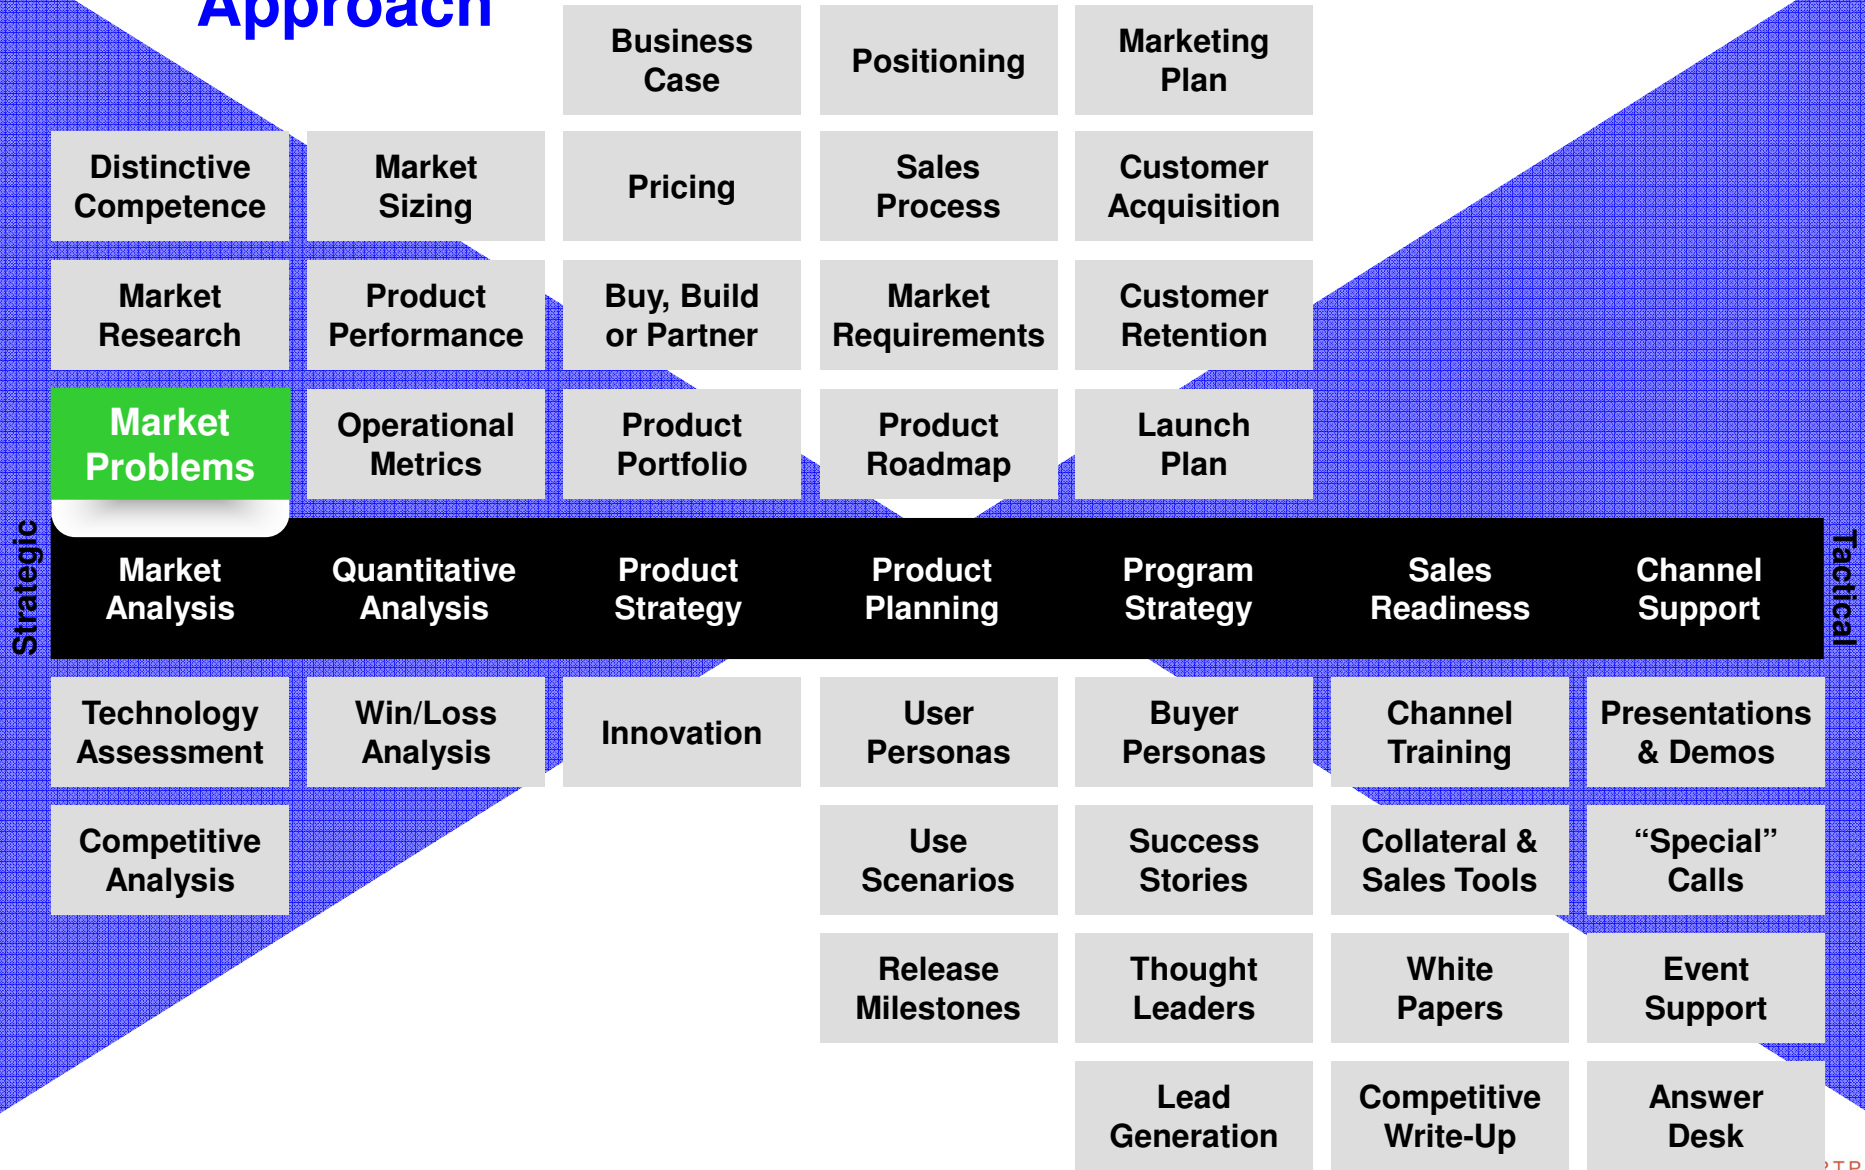 Approach
Business
Case
Positioning
Marketing
Plan
Distinctive
Competence
Market
Sizing
Pricing
Sales
Process
Customer
Acquisition
Market
Research
Product
Performance
Buy, Build
or Partner
Market
Requirements
Customer
Retention
Market
Problems
Operational
Metrics
Product
Portfolio
Product
Roadmap
Launch
Plan
Strategic
Market
Analysis
Quantitative
Analysis
Product
Strategy
Product
Planning
Program
Strategy
Sales
Readiness
Channel
Support
Tactical
Technology
Assessment
Win/Loss
Analysis
Innovation
User
Personas
Buyer
Personas
Channel
Training
Presentations
& Demos
Competitive
Analysis
Use
Scenarios
Success
Stories
Collateral &
Sales Tools
“Special”
Calls
Release
Milestones
Thought
Leaders
White
Papers
Event
Support
Lead
Generation
Competitive
Write-Up
Answer
Desk